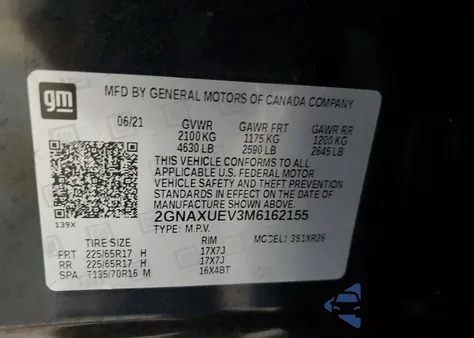 gm
MFD BY GENERAL MOTORS OF CANADA COMPANY
06/21 GVWR GAWR FRT GAWR RR
2100 KG 1175 KG 1200 KG
4630 LB 2590 LB 2645 LB
THIS VEHICLE CONFORMS TO ALL
APPLICABLE U.S. FEDERAL MOTOR
VEHICLE SAFETY AND THEFT PREVENTION
STANDARDS IN EFFECT ON THE DATE OF
MANUFACTURE SHOWN ABOVE.
139X
2GNAXUEV3M6162155
TYPE: M.P.V. MODEL: 351XR26
TIRE SIZE RIM
FRT 225/65R17 H 17X7J
RR 225/65R17 H 17X7J
SPA T135/70R16 M 16X4BT